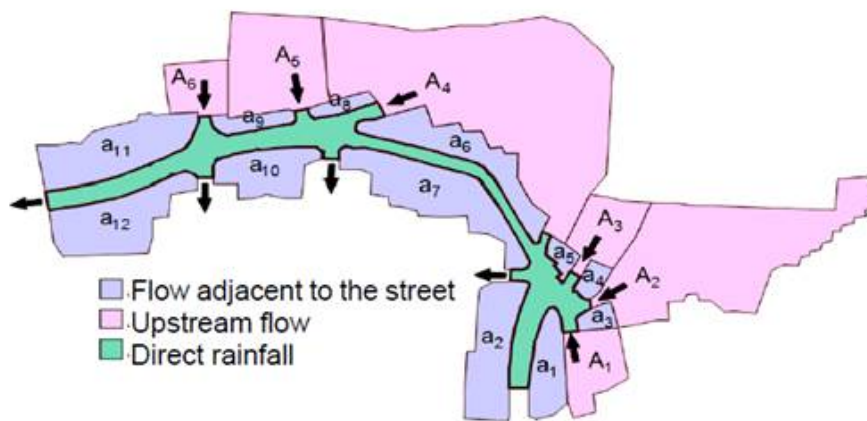 A₅
A₆
A₄
a₈
a₉
a₁₁
a₆
a₁₀
a₇
a₁₂
A₃
a₅
a₄
A₂
a₃
a₂
a₁
A₁
Flow adjacent to the street
Upstream flow
Direct rainfall